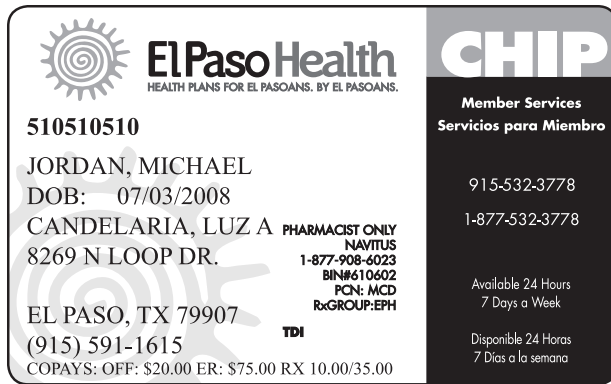 El Paso Health
HEALTH PLANS FOR EL PASOANS. BY EL PASOANS.
510510510
JORDAN, MICHAEL
DOB: 07/03/2008
CANDELARIA, LUZ A
8269 N LOOP DR.
EL PASO, TX 79907
(915) 591-1615
COPAYS: OFF: $20.00 ER: $75.00 RX 10.00/35.00
PHARMACIST ONLY
NAVITUS
1-877-908-6023
BIN#610602
PCN: MCD
RxGROUP:EPH
TDI
CHIP
Member Services
Servicios para Miembro
915-532-3778
1-877-532-3778
Available 24 Hours
7 Days a Week
Disponible 24 Horas
7 Días a la semana